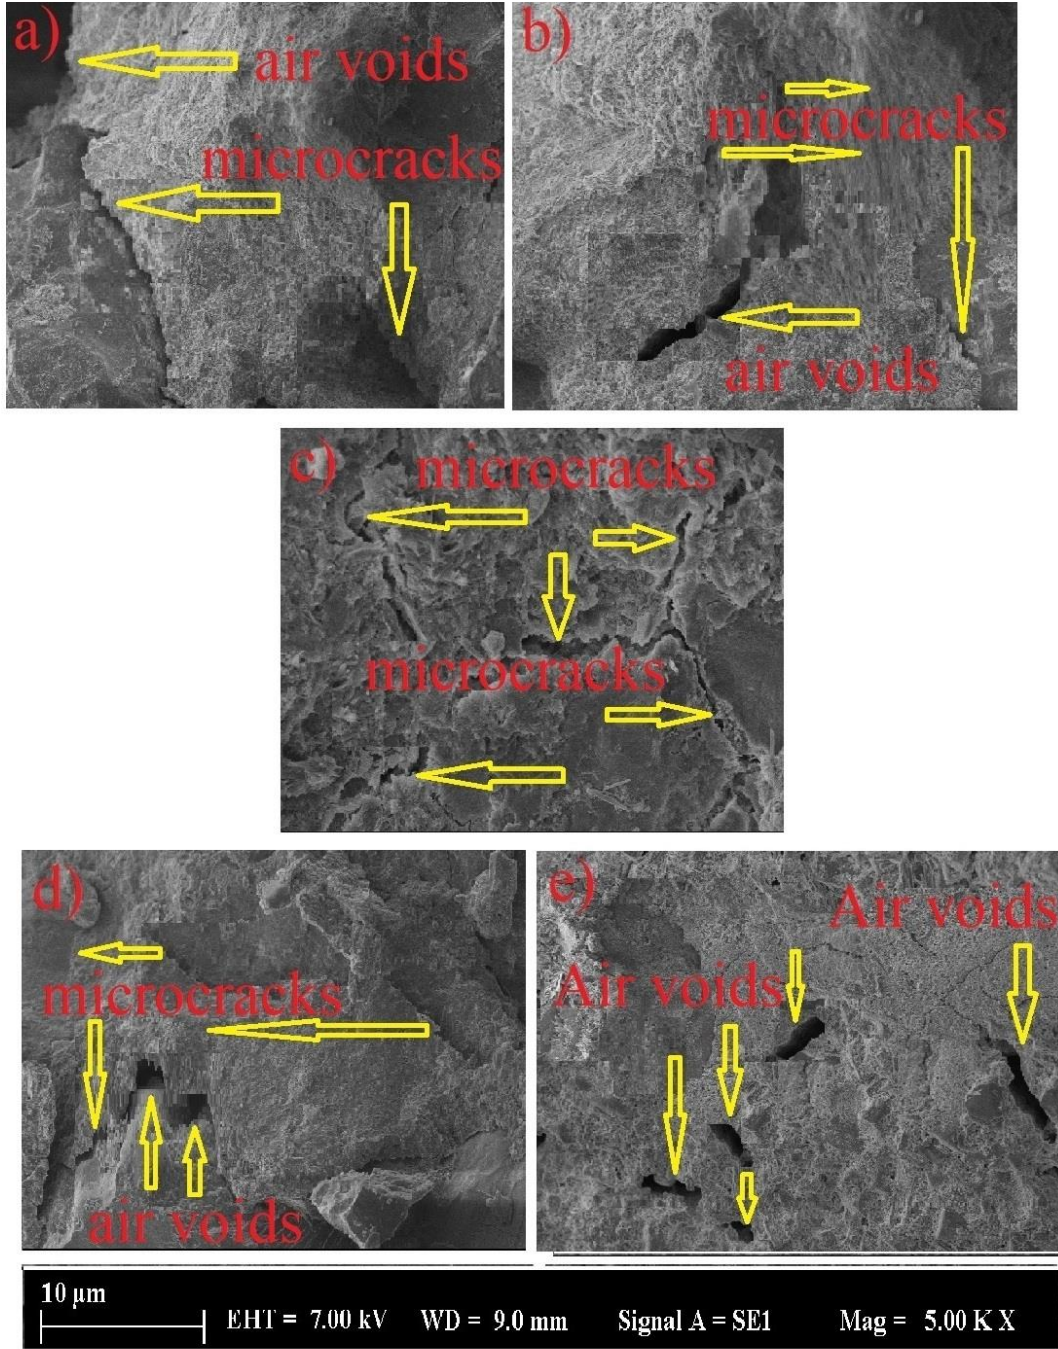 a)
air voids
microcracks
b)
microcracks
air voids
c)
microcracks
microcracks
d)
microcracks
air voids
e)
Air voids
Air voids
10 µm
EHT = 7.00 kV WD = 9.0 mm Signal A = SE1 Mag = 5.00 K X